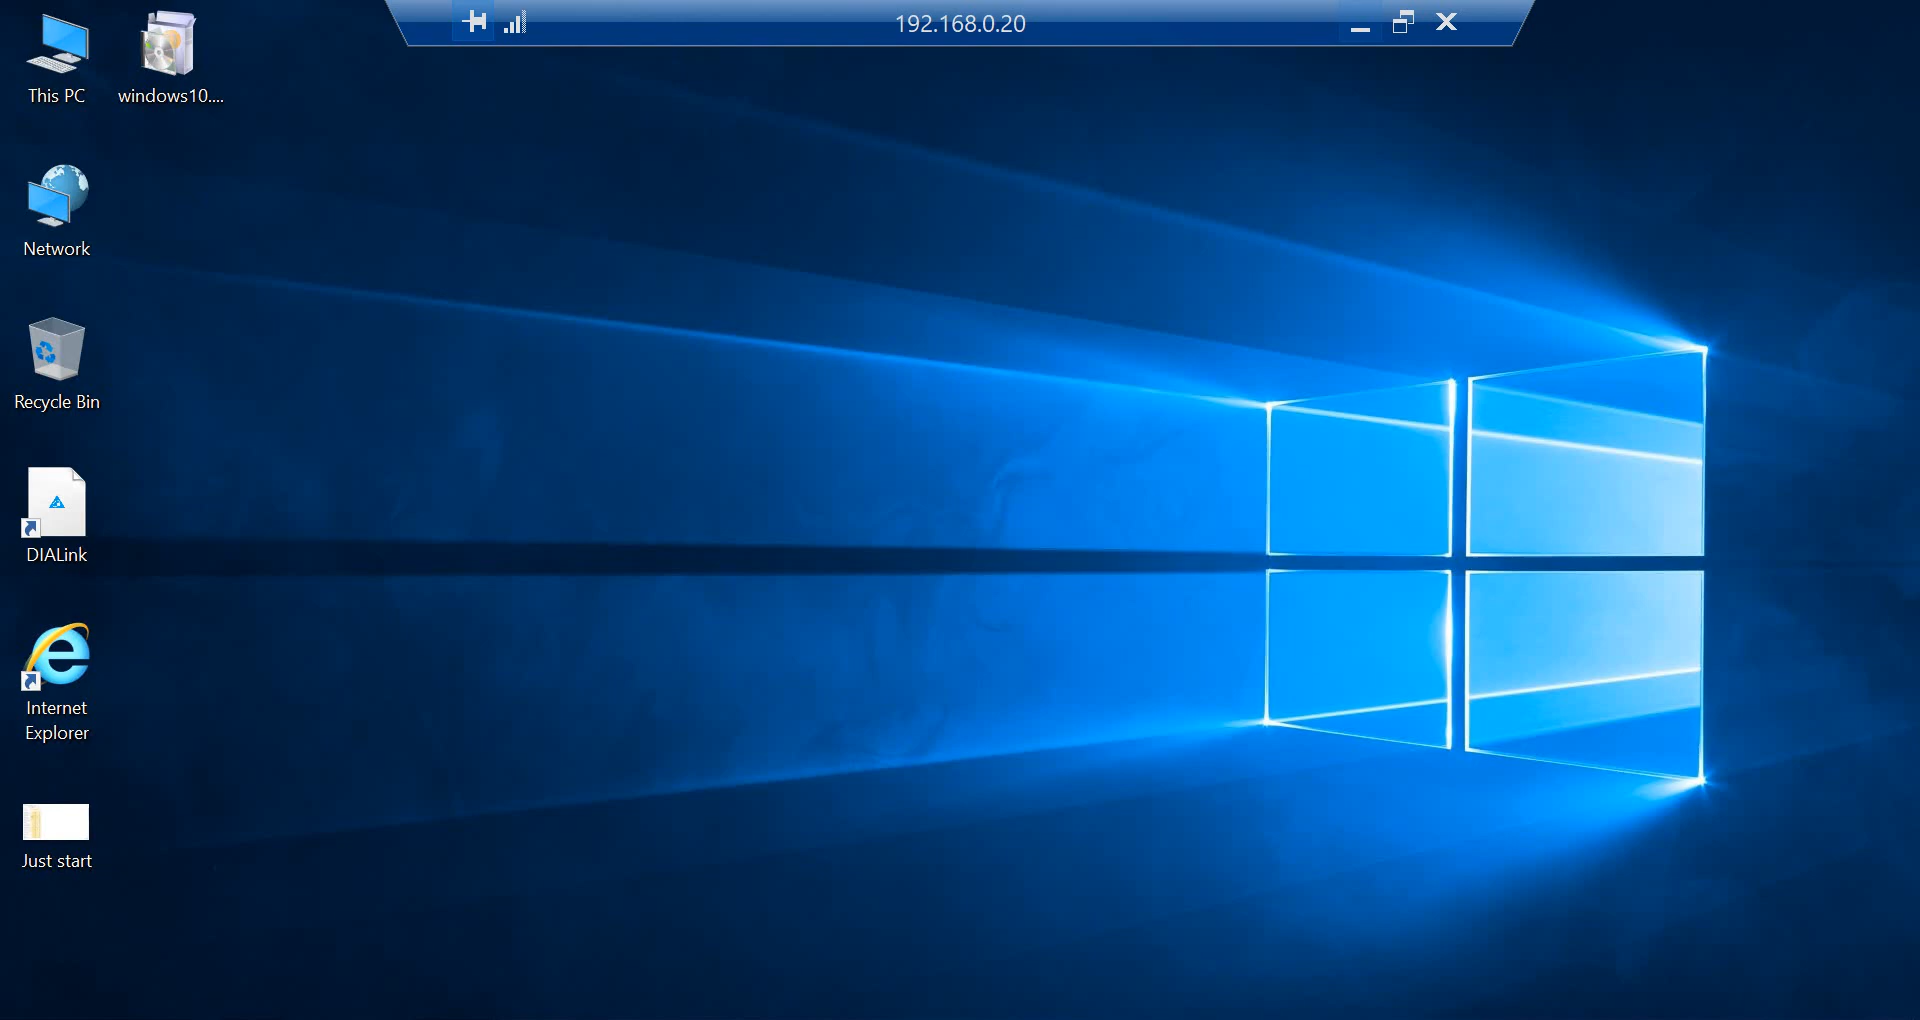 192.168.0.20
This PC
windows10....
Network
Recycle Bin
DIALink
Internet
Explorer
Just start